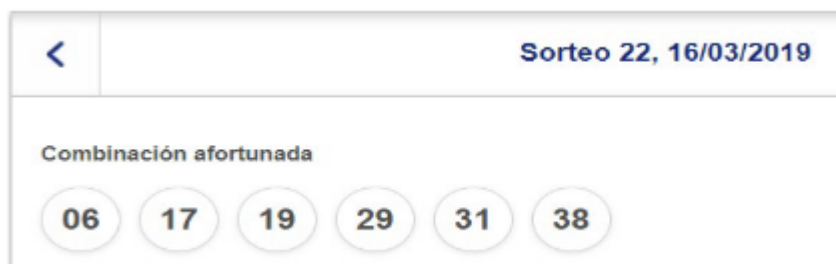 Sorteo 22, 16/03/2019
Combinación afortunada
06 17 19 29 31 38